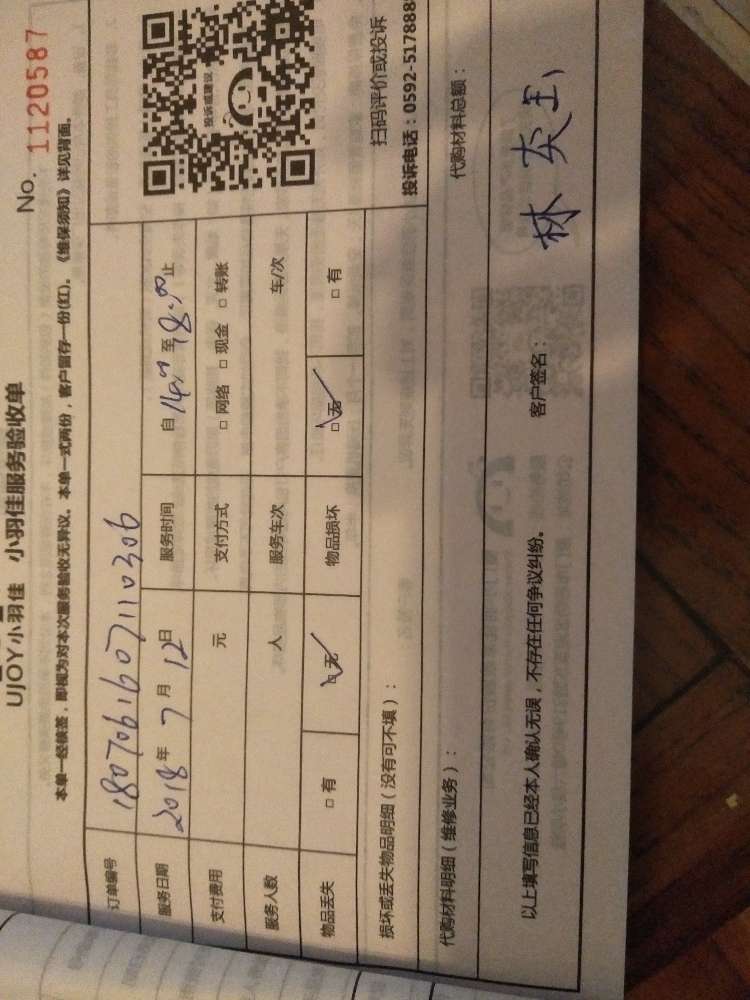 UJOY小羽佳 小羽佳服务验收单
No. 1120587
本单一经核签，即视为对本次服务验收无异议。本单一式两份，客户留存一份(红)。《维保须知》详见背面。
订单编号 18070616071110306
服务日期 2018年 7月 12日 服务时间 自14:00至18:00止
支付费用 元 支付方式 □ 网络 □ 现金 □ 转账
服务人数 人 服务车次 车/次
物品丢失 □ 有 □ 无 物品损坏 □ 无 □ 有
投诉或建议
扫码评价或投诉
投诉电话：0592-5178888
损坏或丢失物品明细（没有可不填）：
代购材料明细（维修业务）： 代购材料总额：
以上填写信息已经本人确认无误，不存在任何争议纠纷。 客户签名：林